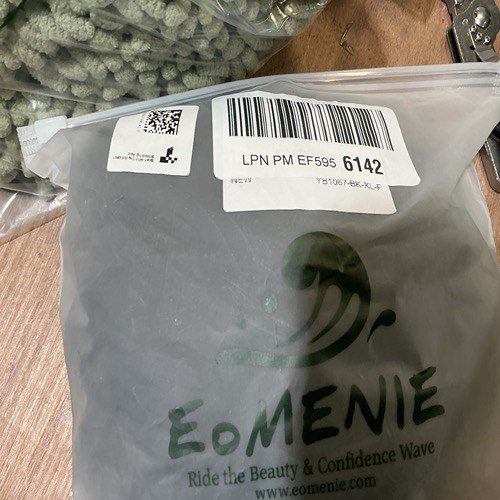 LPN PM EF595 6142
NEW YB1067-BK-XL-F
EOMENIE
Ride the Beauty & Confidence Wave
www.eomenie.com